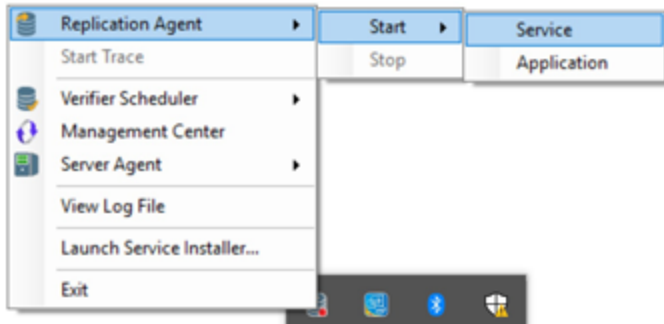 Replication Agent
Start
Service
Start Trace
Stop
Application
Verifier Scheduler
Management Center
Server Agent
View Log File
Launch Service Installer...
Exit